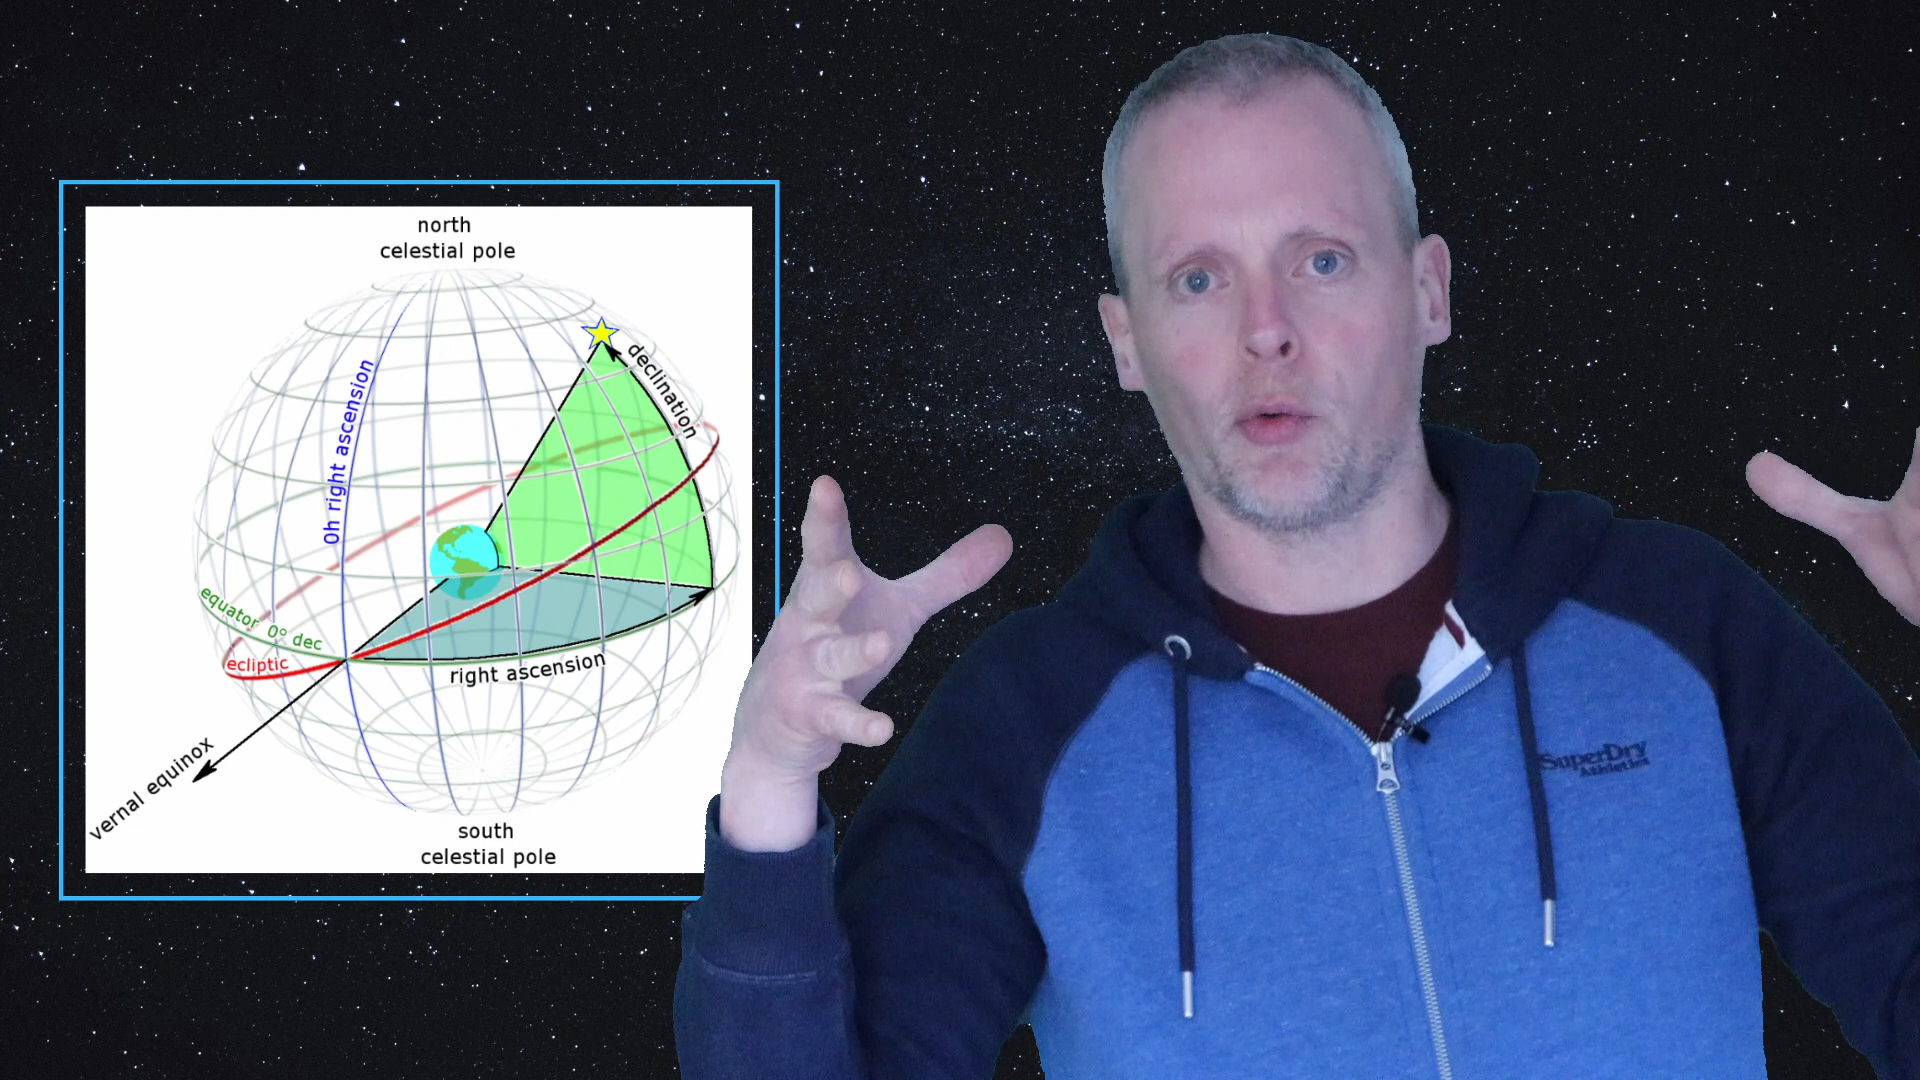 north
celestial pole
declination
0h right ascension
equator 0° dec
ecliptic
right ascension
vernal equinox
south
celestial pole
SuperDry
Athletics